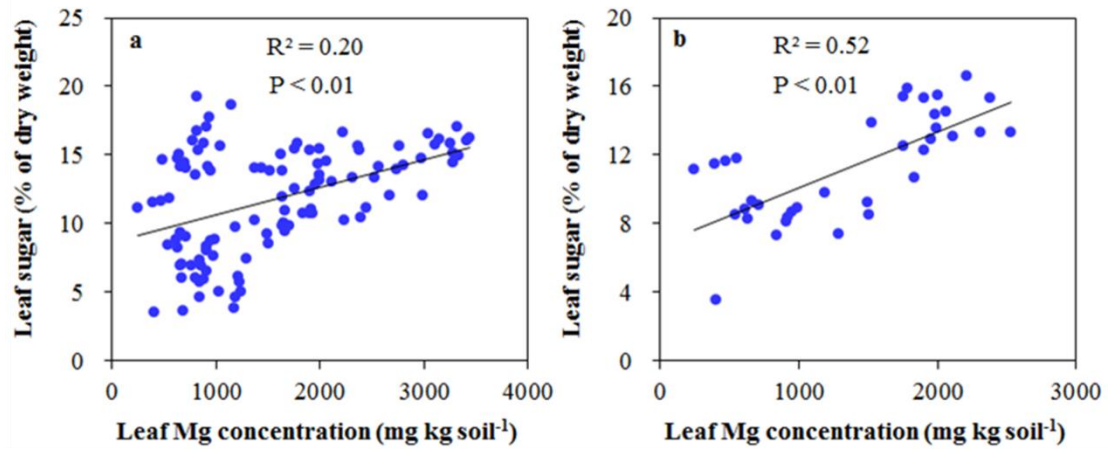 a
R² = 0.20
P < 0.01
25
20
15
10
5
0
0 1000 2000 3000 4000
Leaf sugar (% of dry weight)
Leaf Mg concentration (mg kg soil⁻¹)
b
R² = 0.52
P < 0.01
20
16
12
8
4
0
0 1000 2000 3000
Leaf sugar (% of dry weight)
Leaf Mg concentration (mg kg soil⁻¹)